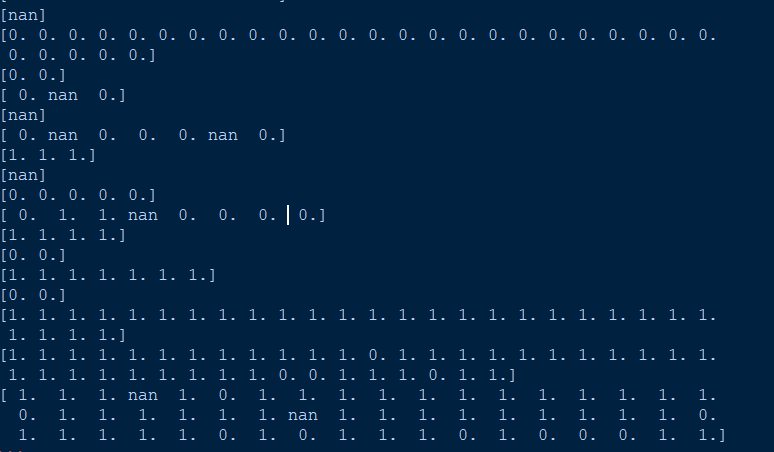 [nan]
[0. 0. 0. 0. 0. 0. 0. 0. 0. 0. 0. 0. 0. 0. 0. 0. 0. 0. 0. 0. 0. 0. 0. 0.
 0. 0. 0. 0. 0.]
[0. 0.]
[ 0. nan  0.]
[nan]
[ 0. nan  0.  0.  0. nan  0.]
[1. 1. 1.]
[nan]
[0. 0. 0. 0. 0.]
[ 0.  1.  1. nan  0.  0.  0.  0.]
[1. 1. 1. 1.]
[0. 0.]
[1. 1. 1. 1. 1. 1. 1.]
[0. 0.]
[1. 1. 1. 1. 1. 1. 1. 1. 1. 1. 1. 1. 1. 1. 1. 1. 1. 1. 1. 1. 1. 1. 1. 1.
 1. 1. 1. 1.]
[1. 1. 1. 1. 1. 1. 1. 1. 1. 1. 1. 1. 0. 1. 1. 1. 1. 1. 1. 1. 1. 1. 1. 1.
 1. 1. 1. 1. 1. 1. 1. 1. 1. 0. 0. 1. 1. 1. 0. 1. 1.]
[ 1.  1.  1. nan  1.  0.  1.  1.  1.  1.  1.  1.  1.  1.  1.  1.  1.  1.
  0.  1.  1.  1.  1.  1.  1. nan  1.  1.  1.  1.  1.  1.  1.  1.  1.  0.
  1.  1.  1.  1.  1.  0.  1.  0.  1.  1.  1.  0.  1.  0.  0.  0.  1.  1.]